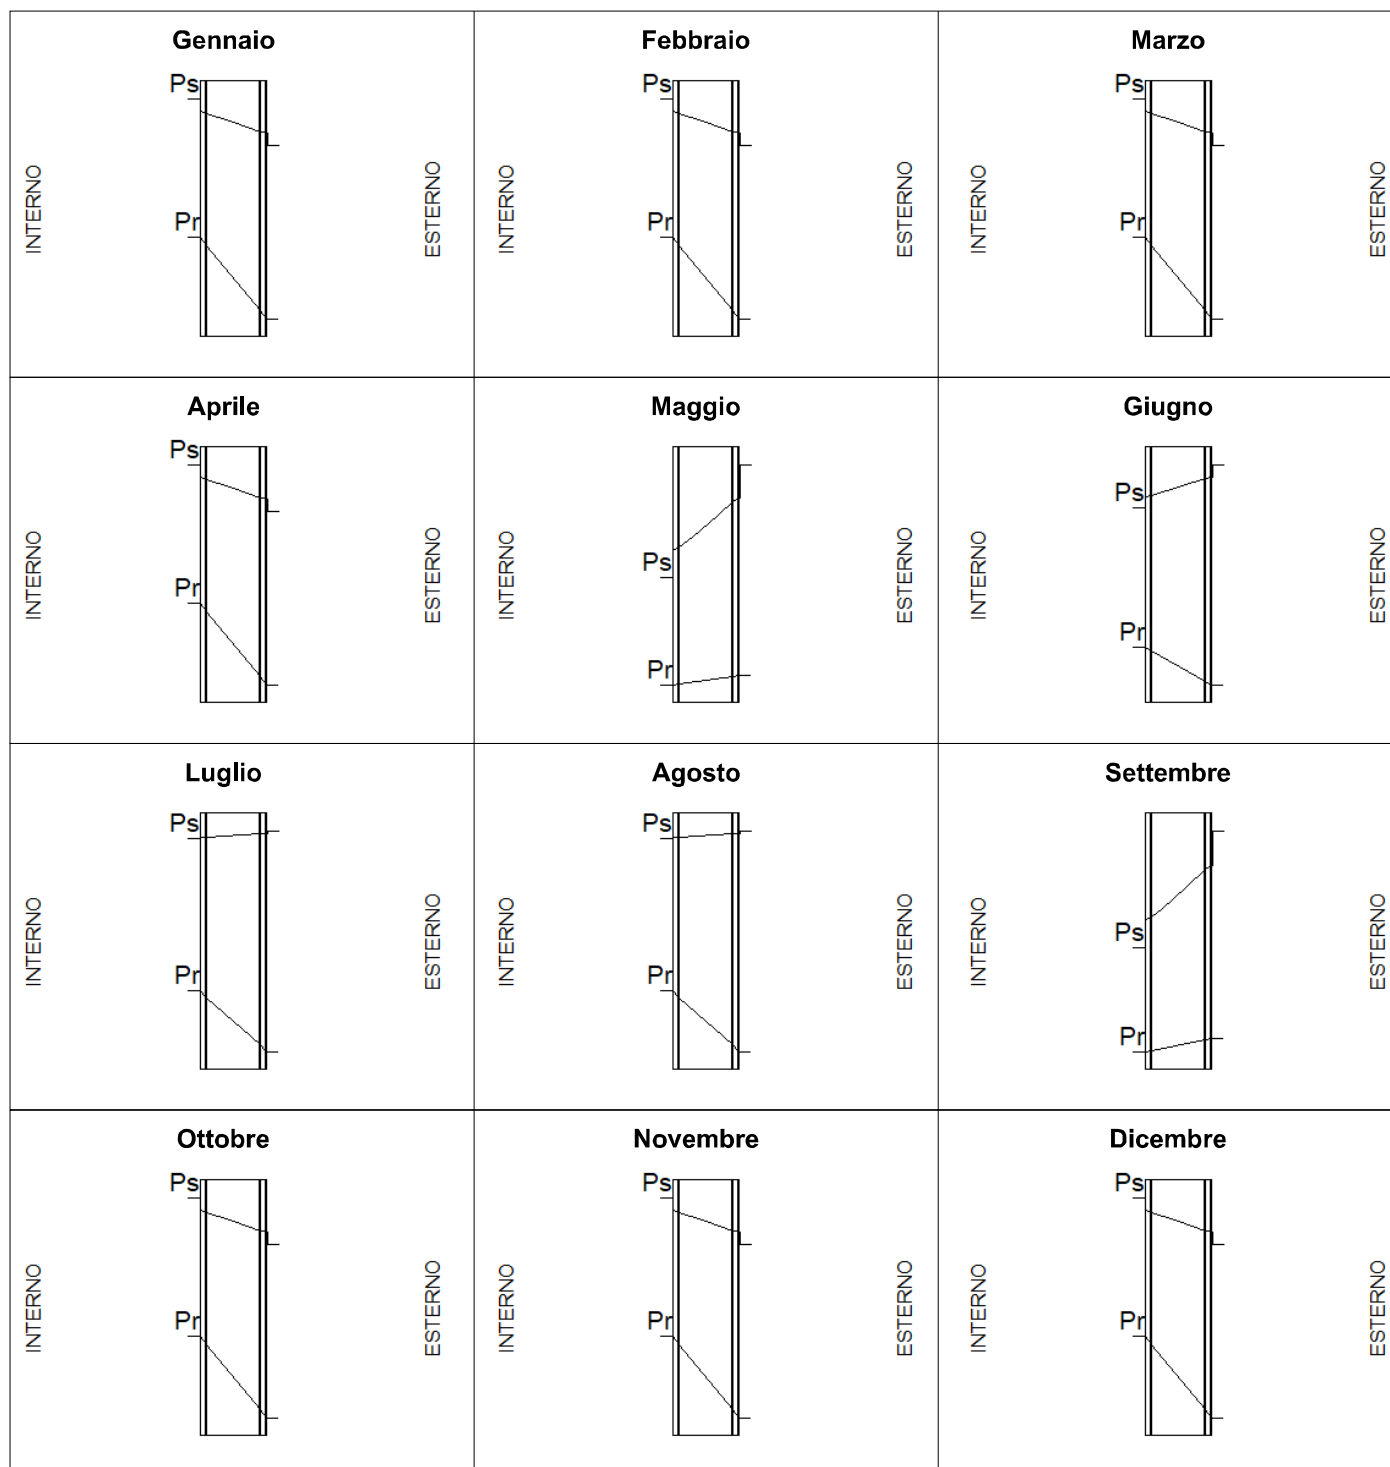 Gennaio
Febbraio
Marzo
Ps
Ps
Ps
INTERNO
Pr
ESTERNO
INTERNO
Pr
ESTERNO
INTERNO
Pr
ESTERNO
Aprile
Maggio
Giugno
Ps
Ps
Ps
INTERNO
Pr
ESTERNO
INTERNO
Pr
ESTERNO
INTERNO
Pr
ESTERNO
Luglio
Agosto
Settembre
Ps
Ps
Ps
INTERNO
Pr
ESTERNO
INTERNO
Pr
ESTERNO
INTERNO
Pr
ESTERNO
Ottobre
Novembre
Dicembre
Ps
Ps
Ps
INTERNO
Pr
ESTERNO
INTERNO
Pr
ESTERNO
INTERNO
Pr
ESTERNO